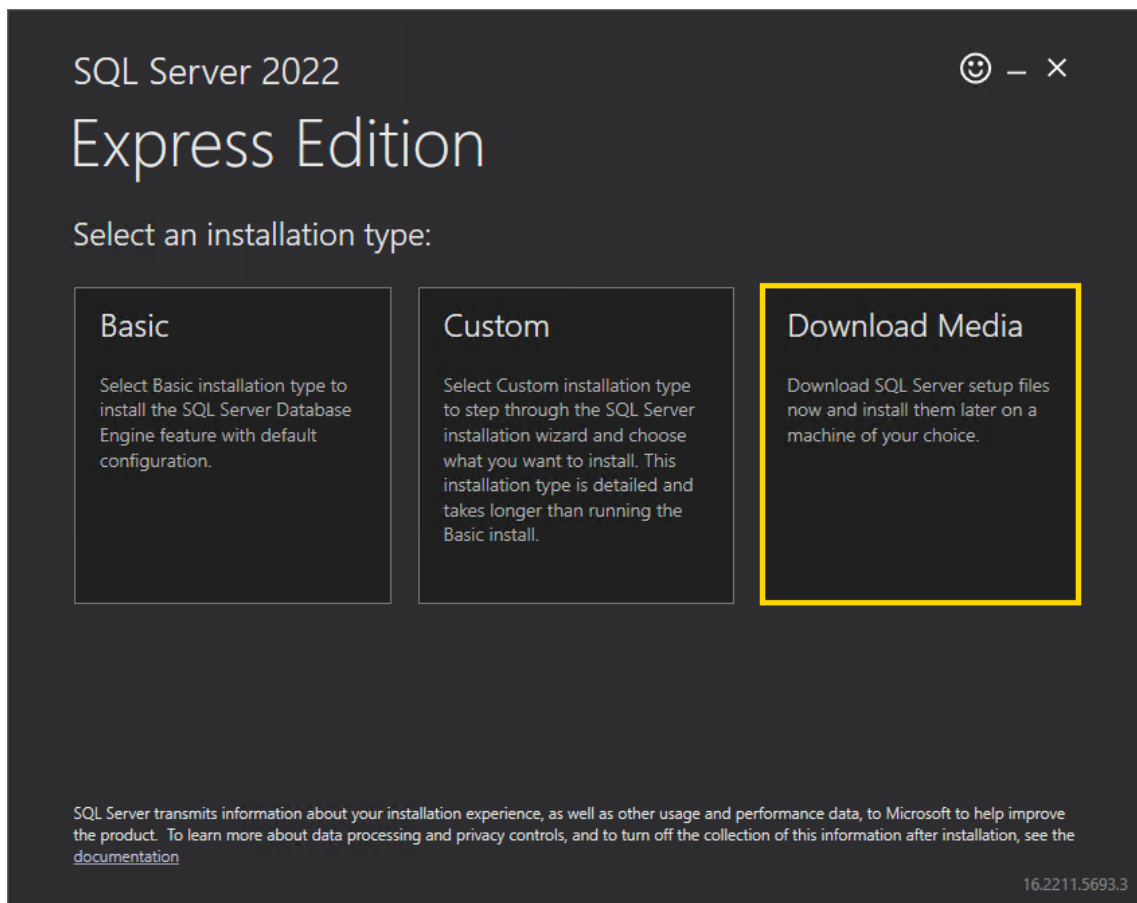 SQL Server 2022
Express Edition
Select an installation type:
Basic
Select Basic installation type to
install the SQL Server Database
Engine feature with default
configuration.
Custom
Select Custom installation type
to step through the SQL Server
installation wizard and choose
what you want to install. This
installation type is detailed and
takes longer than running the
Basic install.
Download Media
Download SQL Server setup files
now and install them later on a
machine of your choice.
SQL Server transmits information about your installation experience, as well as other usage and performance data, to Microsoft to help improve
the product.  To learn more about data processing and privacy controls, and to turn off the collection of this information after installation, see the
documentation
16.2211.5693.3